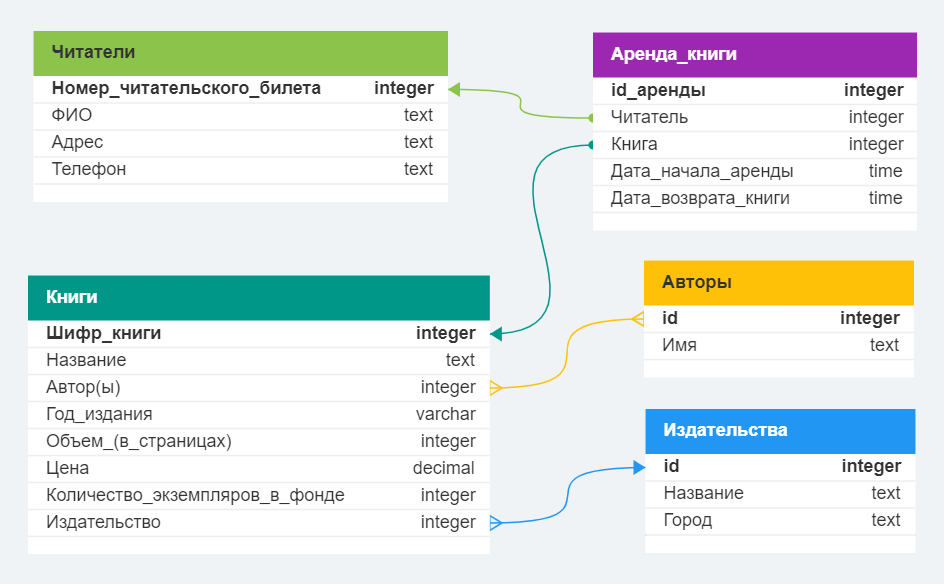 Читатели
Номер_читательского_билета integer
ФИО text
Адрес text
Телефон text
Аренда_книги
id_аренды integer
Читатель integer
Книга integer
Дата_начала_аренды time
Дата_возврата_книги time
Книги
Шифр_книги integer
Название text
Автор(ы) integer
Год_издания varchar
Объем_(в_страницах) integer
Цена decimal
Количество_экземпляров_в_фонде integer
Издательство integer
Авторы
id integer
Имя text
Издательства
id integer
Название text
Город text